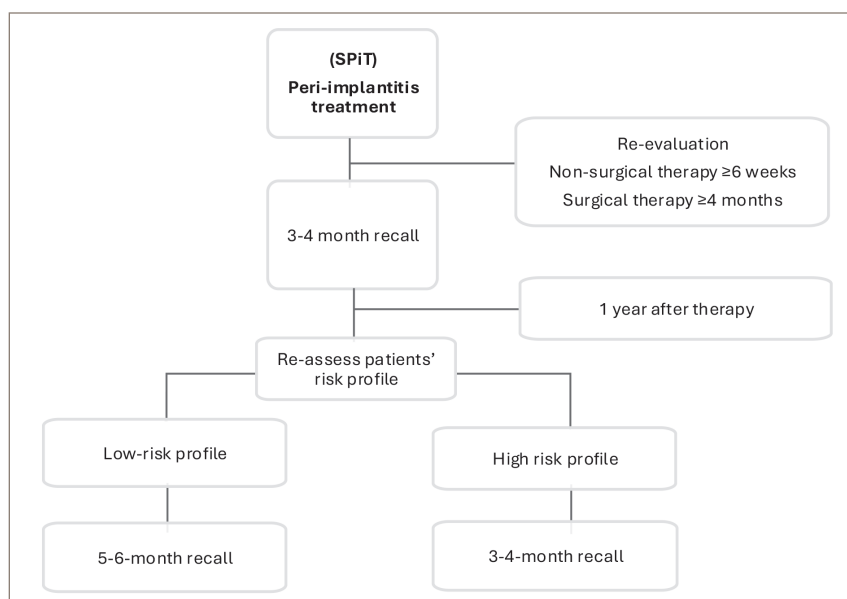 (SPiT)
Peri-implantitis
treatment
Re-evaluation
Non-surgical therapy ≥6 weeks
Surgical therapy ≥4 months
3-4 month recall
1 year after therapy
Re-assess patients’
risk profile
Low-risk profile
High risk profile
5-6-month recall
3-4-month recall